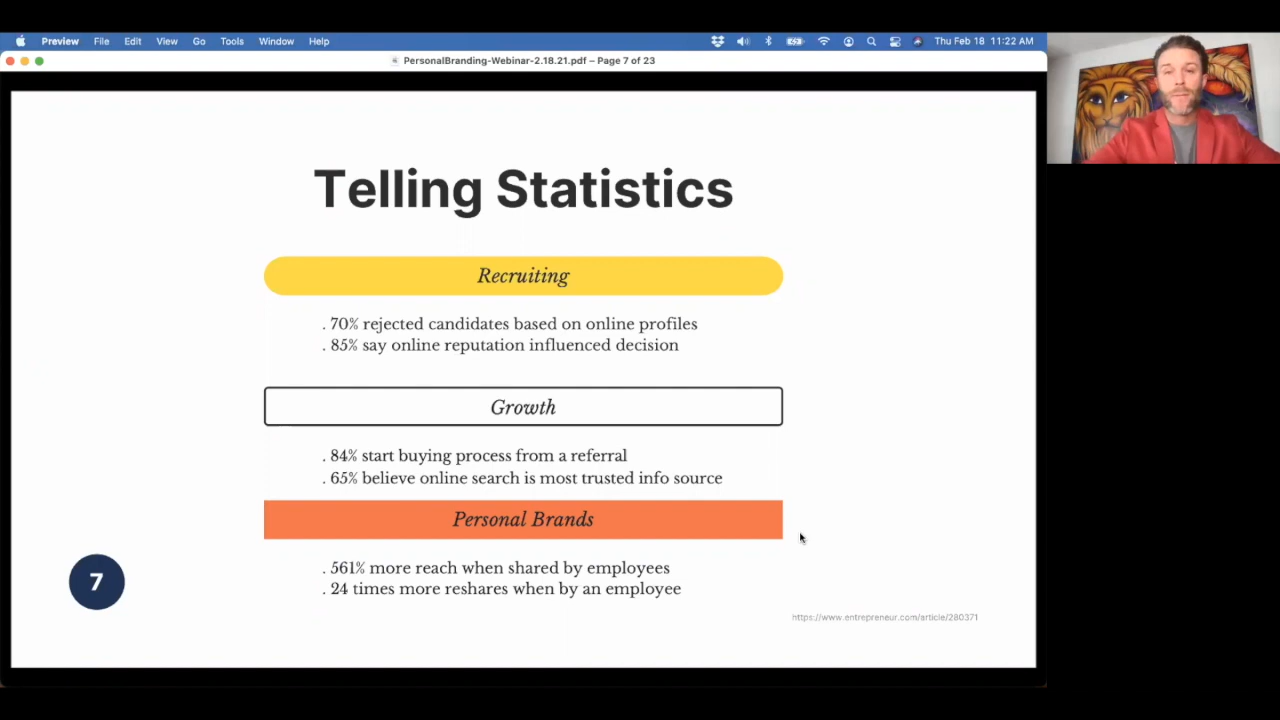 Preview File Edit View Go Tools Window Help Thu Feb 18 11:22 AM
PersonalBranding-Webinar-2.18.21.pdf – Page 7 of 23
Telling Statistics
Recruiting
. 70% rejected candidates based on online profiles
. 85% say online reputation influenced decision
Growth
. 84% start buying process from a referral
. 65% believe online search is most trusted info source
Personal Brands
. 561% more reach when shared by employees
. 24 times more reshares when by an employee
7
https://www.entrepreneur.com/article/280371